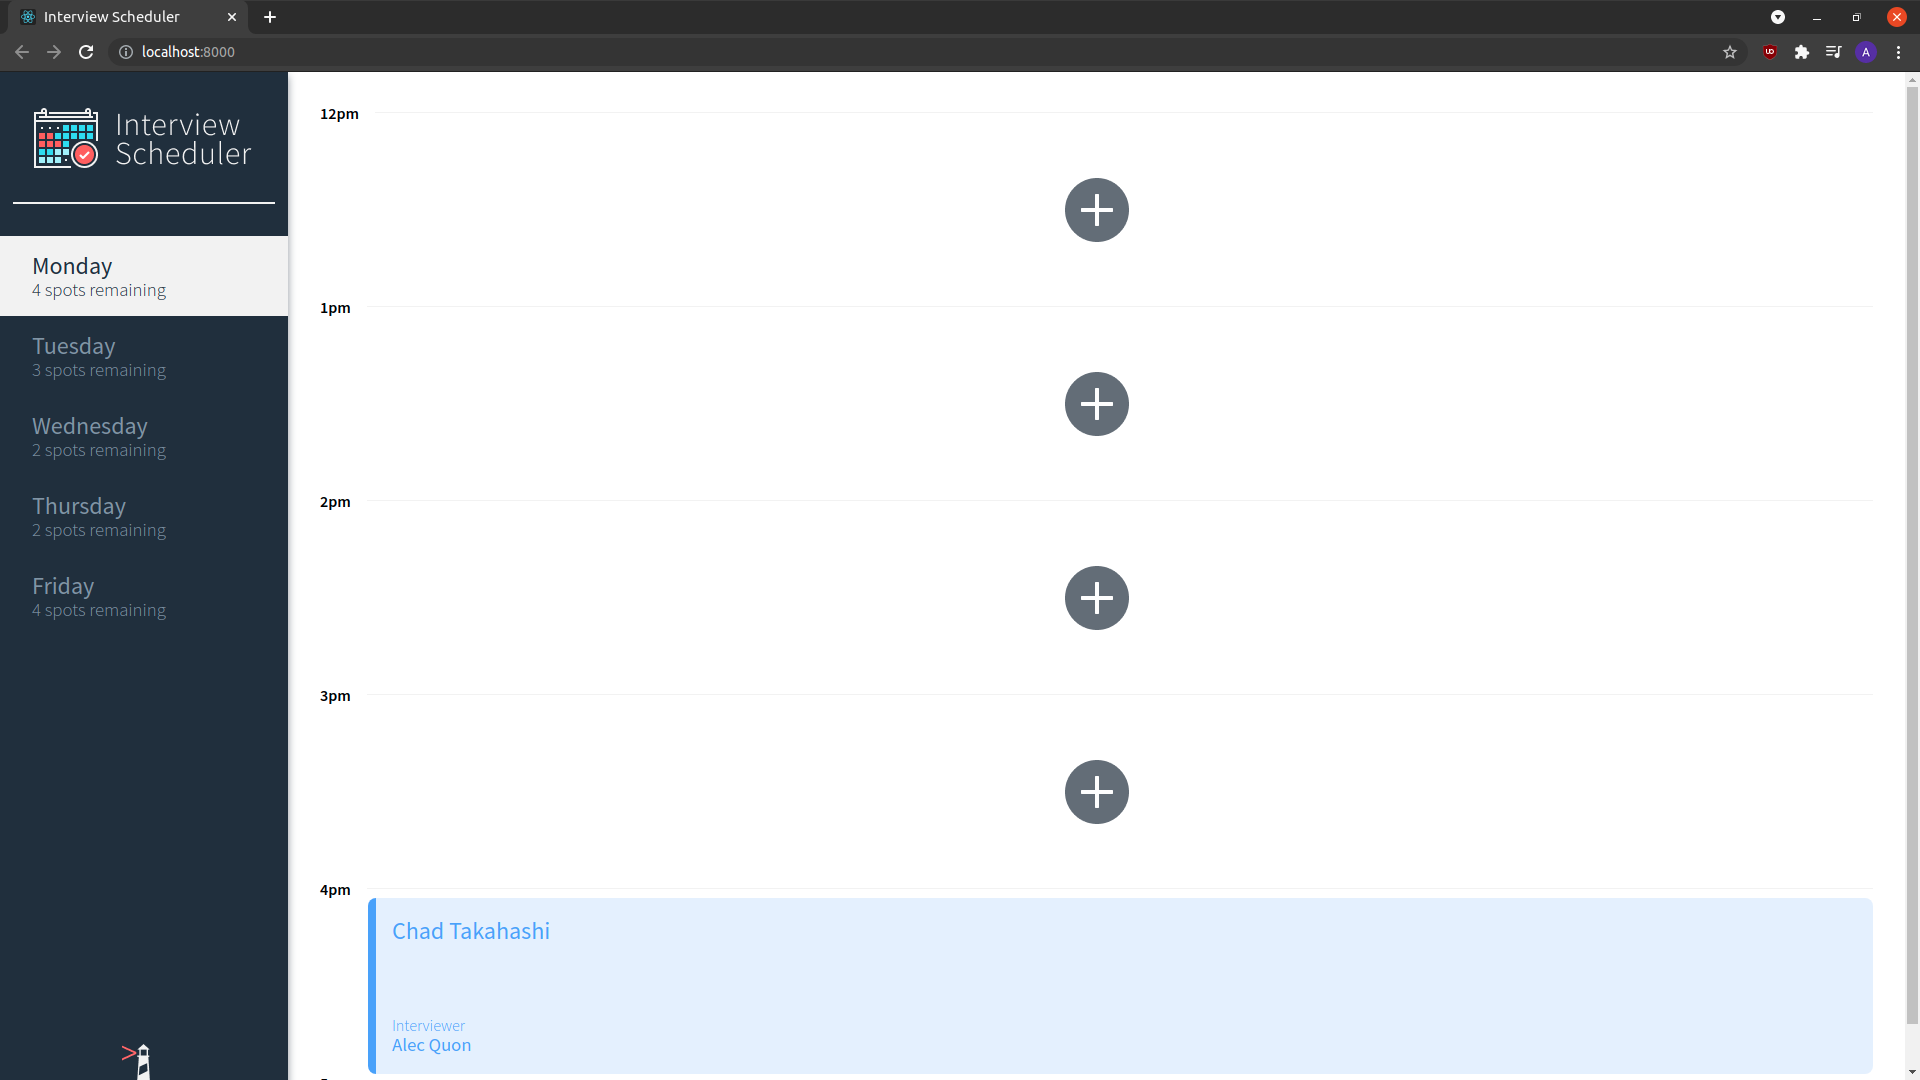 Interview Scheduler
localhost:8000
A
Interview
Scheduler
Monday
4 spots remaining
Tuesday
3 spots remaining
Wednesday
2 spots remaining
Thursday
2 spots remaining
Friday
4 spots remaining
12pm
1pm
2pm
3pm
4pm
Chad Takahashi
Interviewer
Alec Quon